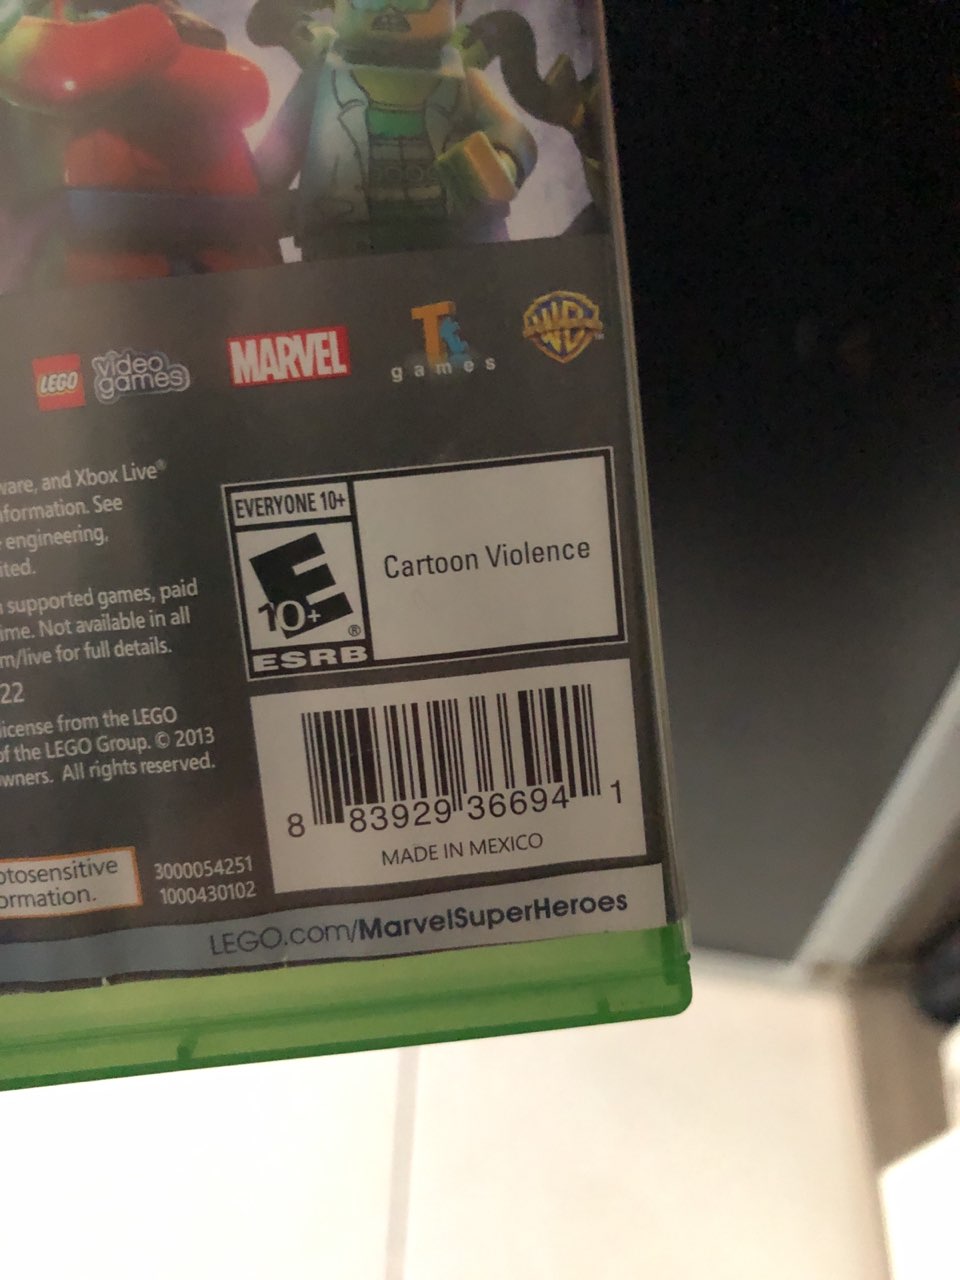 LEGO
video games
MARVEL
TT games
WB
ware, and Xbox Live®
nformation. See
engineering,
ited.
supported games, paid
ime. Not available in all
m/live for full details.
22
license from the LEGO
of the LEGO Group. © 2013
owners. All rights reserved.
otosensitive
ormation.
3000054251
1000430102
EVERYONE 10+
E
10+
®
ESRB
Cartoon Violence
8 83929 36694 1
MADE IN MEXICO
LEGO.com/MarvelSuperHeroes